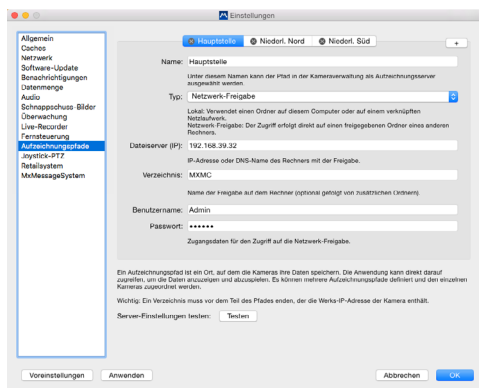 Einstellungen
Allgemein
Caches
Netzwerk
Software-Update
Benachrichtigungen
Datenmenge
Audio
Schnappschuss-Bilder
Überwachung
Live-Recorder
Fernsteuerung
Aufzeichnungspfade
Joystick-PTZ
Retailsystem
MxMessageSystem
Hauptstelle Niederl. Nord Niederl. Süd +
Name: Hauptstelle
Unter diesem Namen kann der Pfad in der Kameraverwaltung als Aufzeichnungsserver
ausgewählt werden.
Typ: Netzwerk-Freigabe
Lokal: Verwendet einen Ordner auf diesem Computer oder auf einem verknüpften
Netzlaufwerk.
Netzwerk-Freigabe: Der Zugriff erfolgt direkt auf einen freigegebenen Ordner eines anderen
Rechners.
Dateiserver (IP): 192.168.39.32
IP-Adresse oder DNS-Name des Rechners mit der Freigabe.
Verzeichnis: MXMC
Name der Freigabe auf dem Rechner (optional gefolgt von zusätzlichen Ordnern).
Benutzername: Admin
Passwort: ••••••
Zugangsdaten für den Zugriff auf die Netzwerk-Freigabe.
Ein Aufzeichnungspfad ist ein Ort, auf dem die Kameras ihre Daten speichern. Die Anwendung kann direkt darauf
zugreifen, um die Daten anzuzeigen und abzuspielen. Es können mehrere Aufzeichnungspfade definiert und den einzelnen
Kameras zugeordnet werden.
Wichtig: Ein Verzeichnis muss vor dem Teil des Pfades enden, der die Werks-IP-Adresse der Kamera enthält.
Server-Einstellungen testen: Testen
Voreinstellungen Anwenden Abbrechen OK